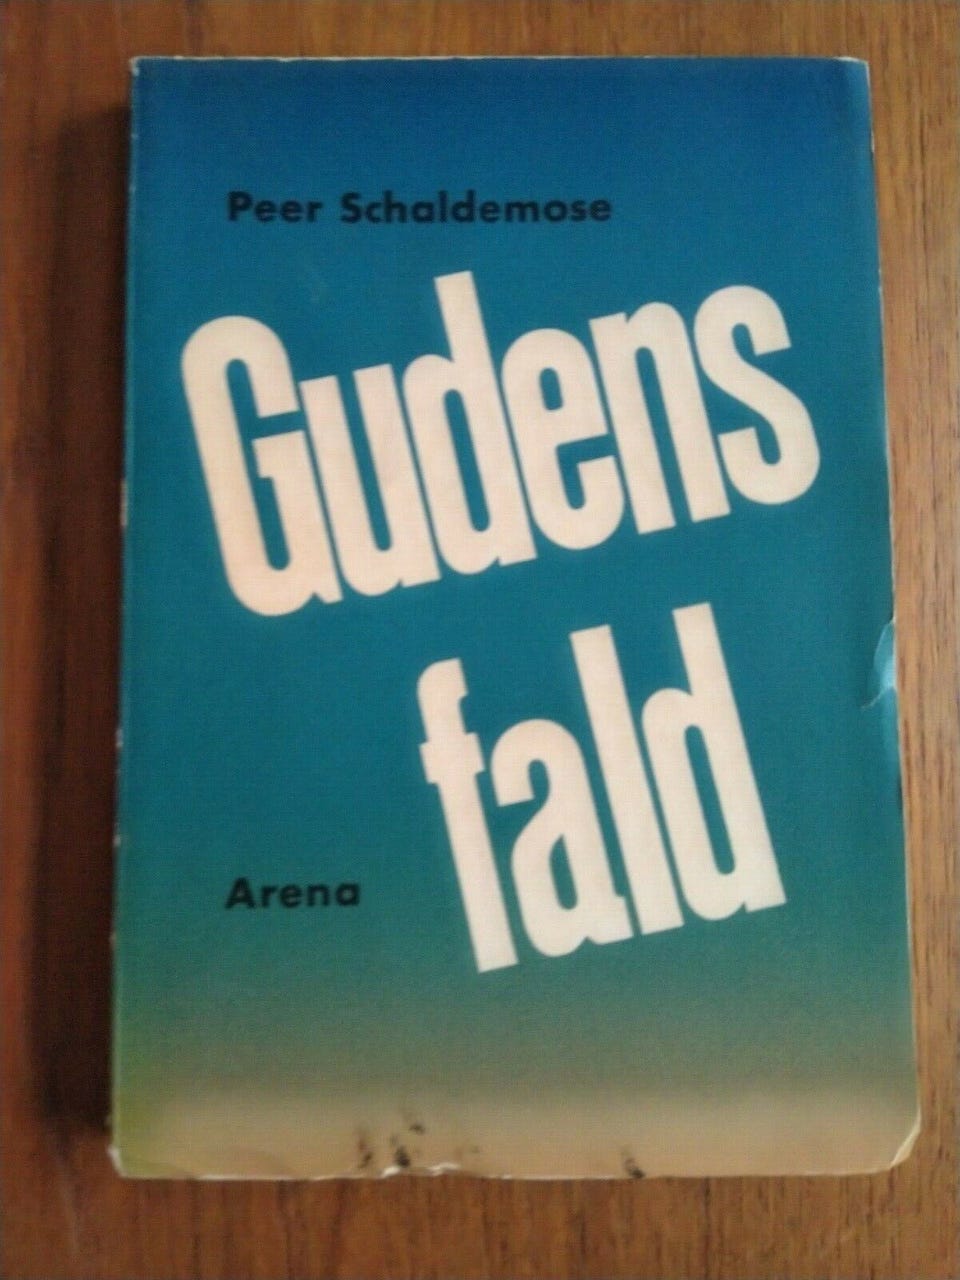 Peer Schaldemose
Gudens
fald
Arena